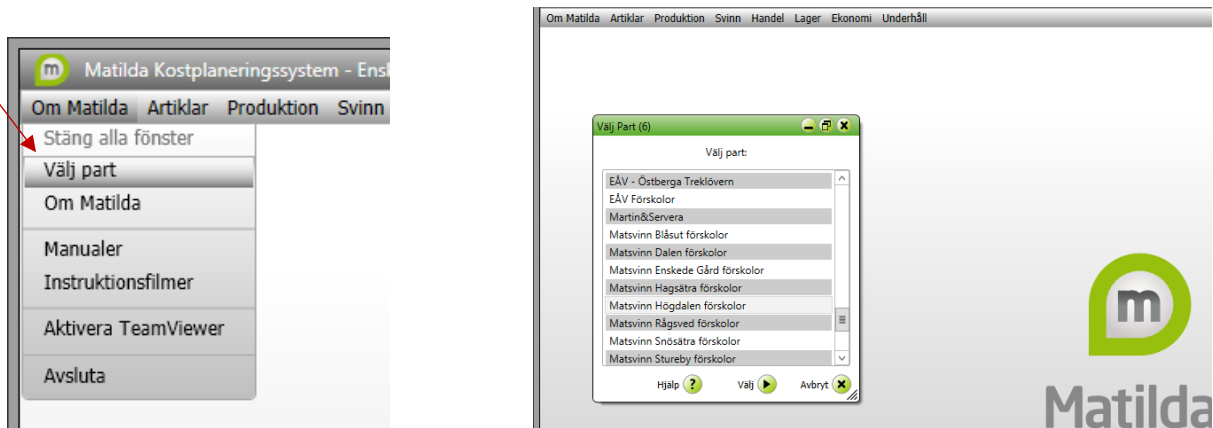 m Matilda Kostplaneringssystem - Ensk
Om Matilda Artiklar Produktion Svinn
Stäng alla fönster
Välj part
Om Matilda
Manualer
Instruktionsfilmer
Aktivera TeamViewer
Avsluta
Om Matilda Artiklar Produktion Svinn Handel Lager Ekonomi Underhåll
Välj Part (6)
Välj part:
EÅV - Östberga Treklövern
EÅV Förskolor
Martin&Servera
Matsvinn Blåsut förskolor
Matsvinn Dalen förskolor
Matsvinn Enskede Gård förskolor
Matsvinn Hagsätra förskolor
Matsvinn Högdalen förskolor
Matsvinn Rågsved förskolor
Matsvinn Snösätra förskolor
Matsvinn Stureby förskolor
Hjälp ? Välj Avbryt
m
Matilda